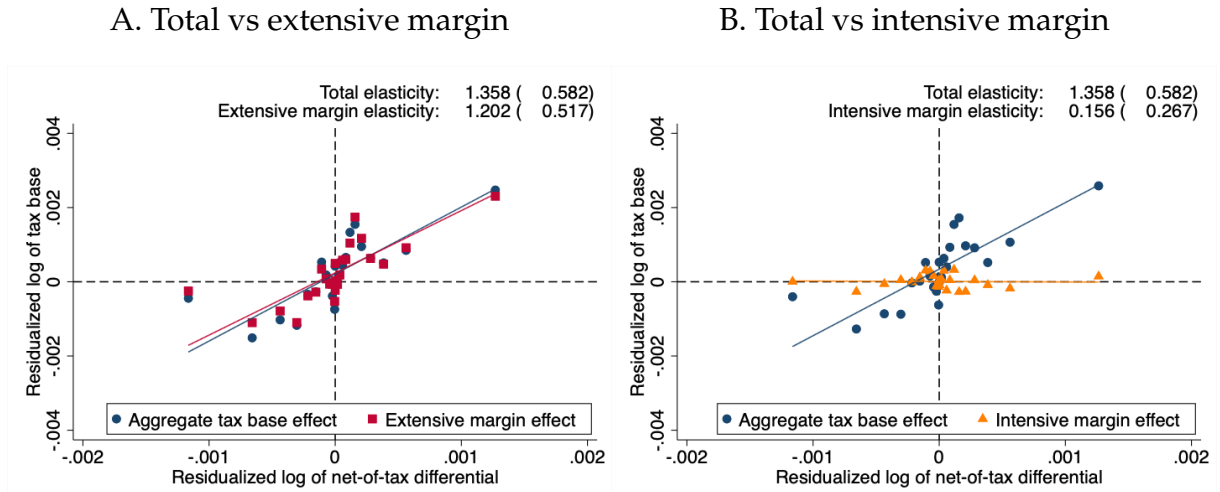 A. Total vs extensive margin
Total elasticity: 1.358 ( 0.582)
Extensive margin elasticity: 1.202 ( 0.517)
Residualized log of tax base
.004
.002
0
-.002
-.004
Aggregate tax base effect
Extensive margin effect
-.002
-.001
0
.001
.002
Residualized log of net-of-tax differential
B. Total vs intensive margin
Total elasticity: 1.358 ( 0.582)
Intensive margin elasticity: 0.156 ( 0.267)
Residualized log of tax base
.004
.002
0
-.002
-.004
Aggregate tax base effect
Intensive margin effect
-.002
-.001
0
.001
.002
Residualized log of net-of-tax differential